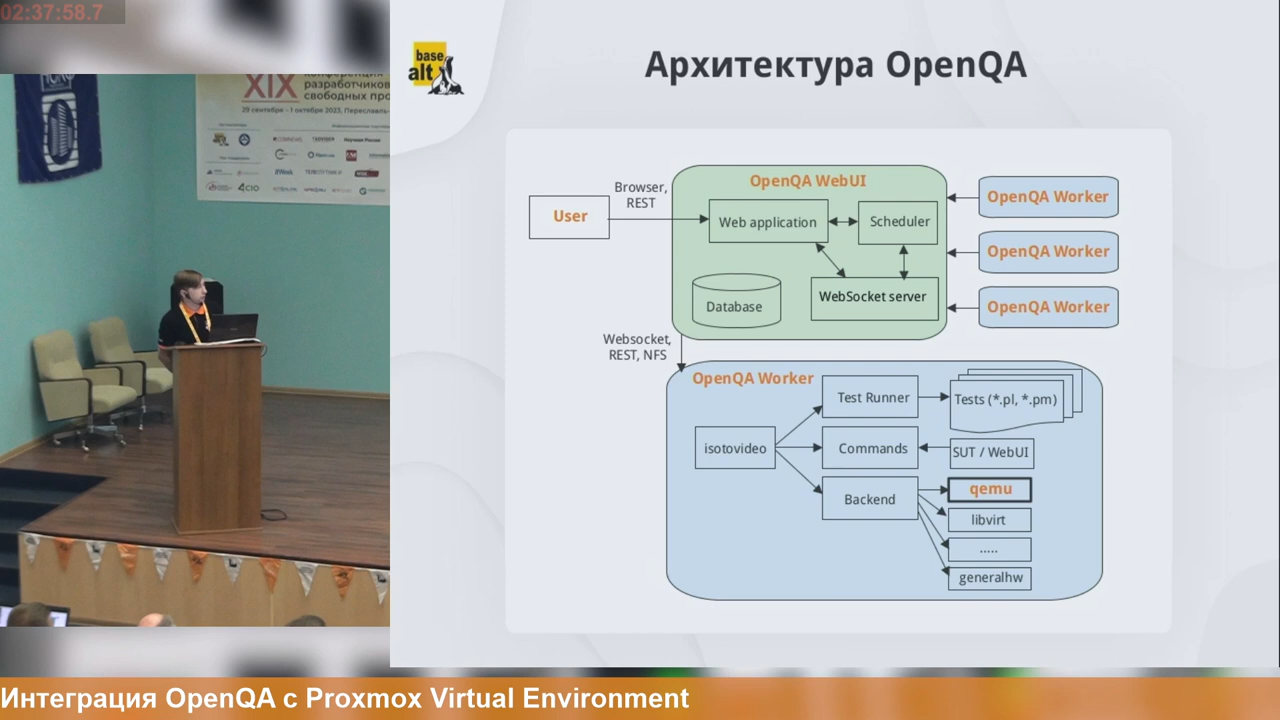 02:37:58.7
XIX
конференция
разработчиков
свободных про
29 сентября - 1 октября 2023, Переславль-
base
alt
Архитектура OpenQA
User
Browser,
REST
OpenQA WebUI
Web application
Scheduler
Database
WebSocket server
OpenQA Worker
OpenQA Worker
OpenQA Worker
Websocket,
REST, NFS
OpenQA Worker
isotovideo
Test Runner
Commands
Backend
Tests (*.pl, *.pm)
SUT / WebUI
qemu
libvirt
.....
generalhw
Интеграция OpenQA с Proxmox Virtual Environment